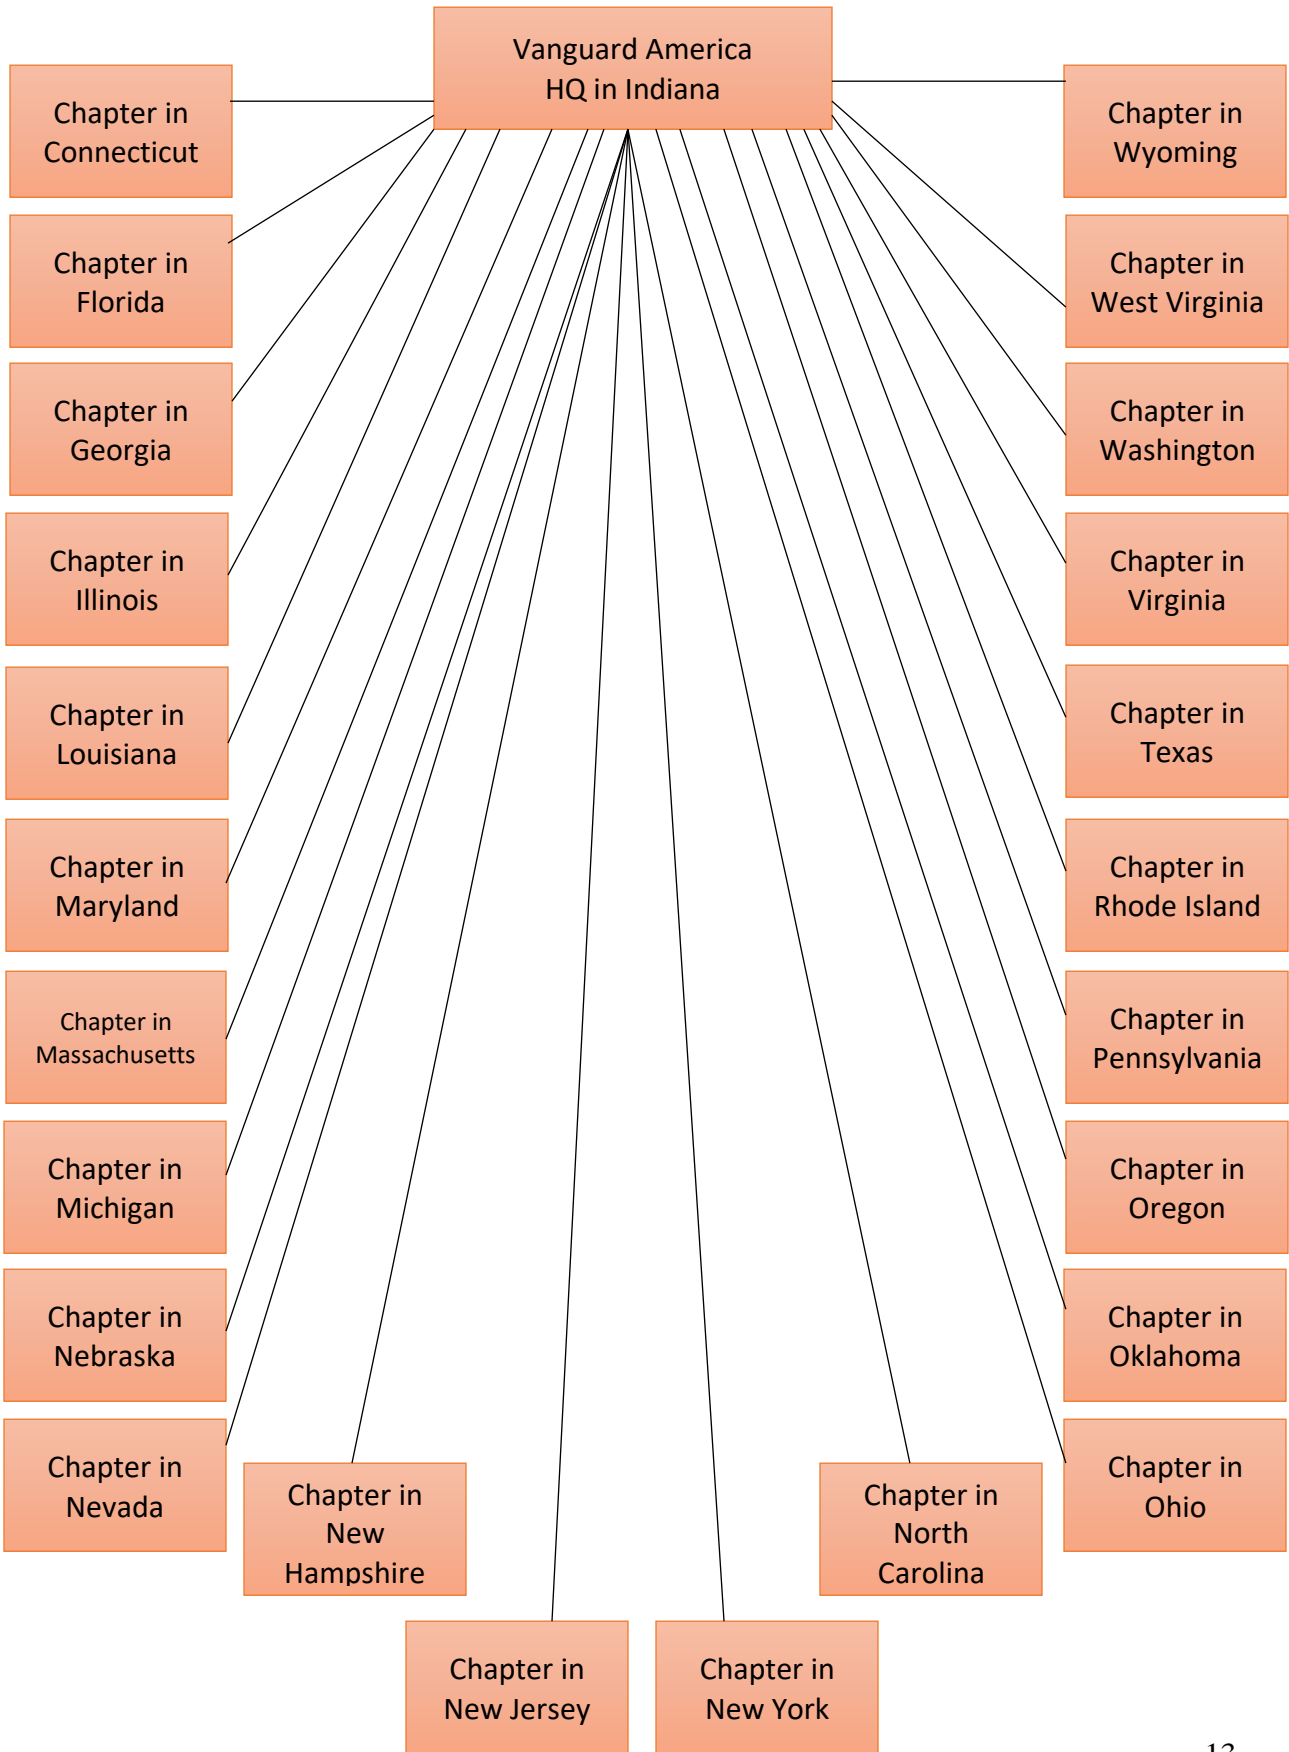 Vanguard America
HQ in Indiana
Chapter in
Connecticut
Chapter in
Wyoming
Chapter in
Florida
Chapter in
West Virginia
Chapter in
Georgia
Chapter in
Washington
Chapter in
Illinois
Chapter in
Virginia
Chapter in
Louisiana
Chapter in
Texas
Chapter in
Maryland
Chapter in
Rhode Island
Chapter in
Massachusetts
Chapter in
Pennsylvania
Chapter in
Michigan
Chapter in
Oregon
Chapter in
Nebraska
Chapter in
Oklahoma
Chapter in
Nevada
Chapter in
Ohio
Chapter in
New
Hampshire
Chapter in
North
Carolina
Chapter in
New Jersey
Chapter in
New York